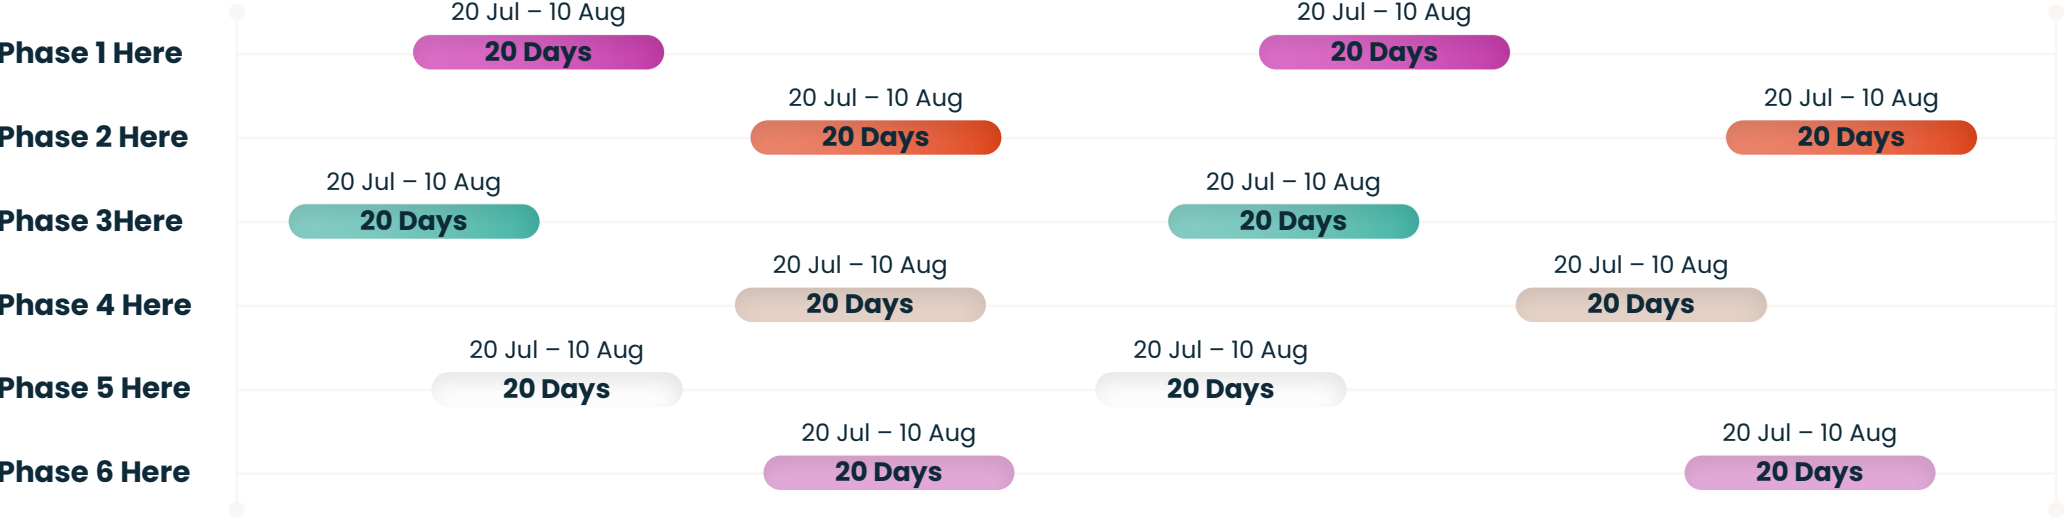 20 Jul – 10 Aug 20 Jul – 10 Aug
Phase 1 Here 20 Days 20 Days
20 Jul – 10 Aug 20 Jul – 10 Aug
Phase 2 Here 20 Days 20 Days
20 Jul – 10 Aug 20 Jul – 10 Aug
Phase 3Here 20 Days 20 Days
20 Jul – 10 Aug 20 Jul – 10 Aug
Phase 4 Here 20 Days 20 Days
20 Jul – 10 Aug 20 Jul – 10 Aug
Phase 5 Here 20 Days 20 Days
20 Jul – 10 Aug 20 Jul – 10 Aug
Phase 6 Here 20 Days 20 Days